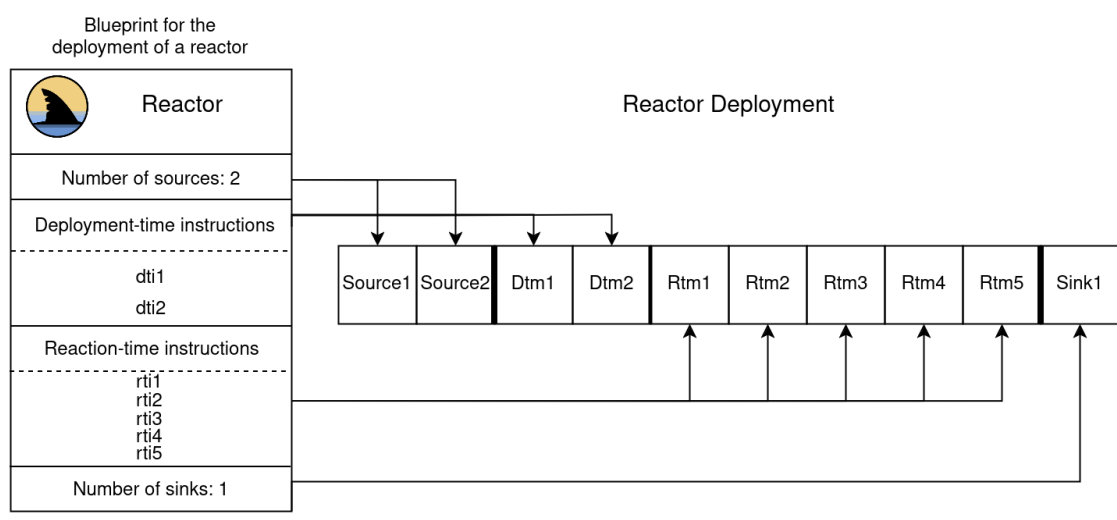 Blueprint for the
deployment of a reactor
Reactor
Reactor Deployment
Number of sources: 2
Deployment-time instructions
dti1
dti2
Source1 Source2 Dtm1 Dtm2 Rtm1 Rtm2 Rtm3 Rtm4 Rtm5 Sink1
Reaction-time instructions
rti1
rti2
rti3
rti4
rti5
Number of sinks: 1